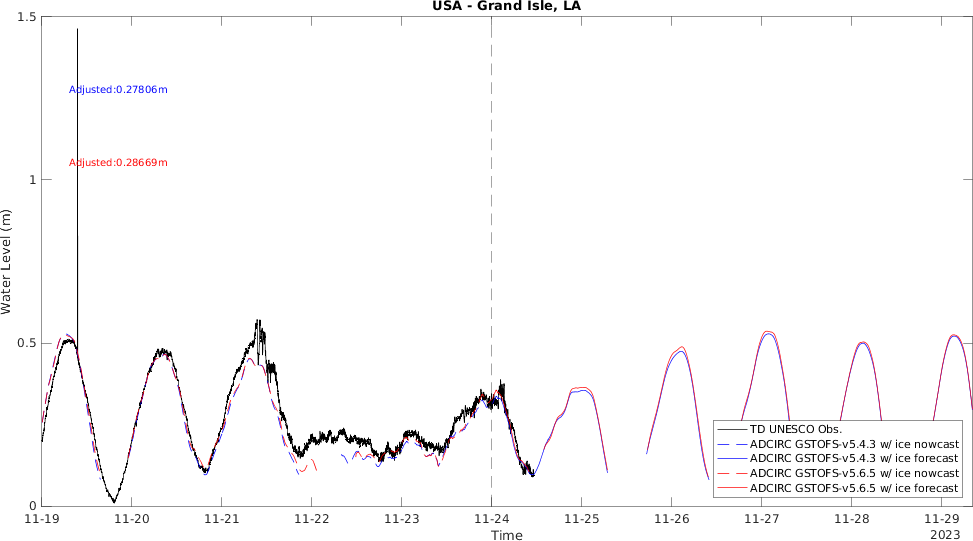 USA - Grand Isle, LA
1.5
Adjusted:0.27806m
Adjusted:0.28669m
1
Water Level (m)
0.5
TD UNESCO Obs.
ADCIRC GSTOFS-v5.4.3 w/ ice nowcast
ADCIRC GSTOFS-v5.4.3 w/ ice forecast
ADCIRC GSTOFS-v5.6.5 w/ ice nowcast
ADCIRC GSTOFS-v5.6.5 w/ ice forecast
0
11-19 11-20 11-21 11-22 11-23 11-24 11-25 11-26 11-27 11-28 11-29
Time 2023